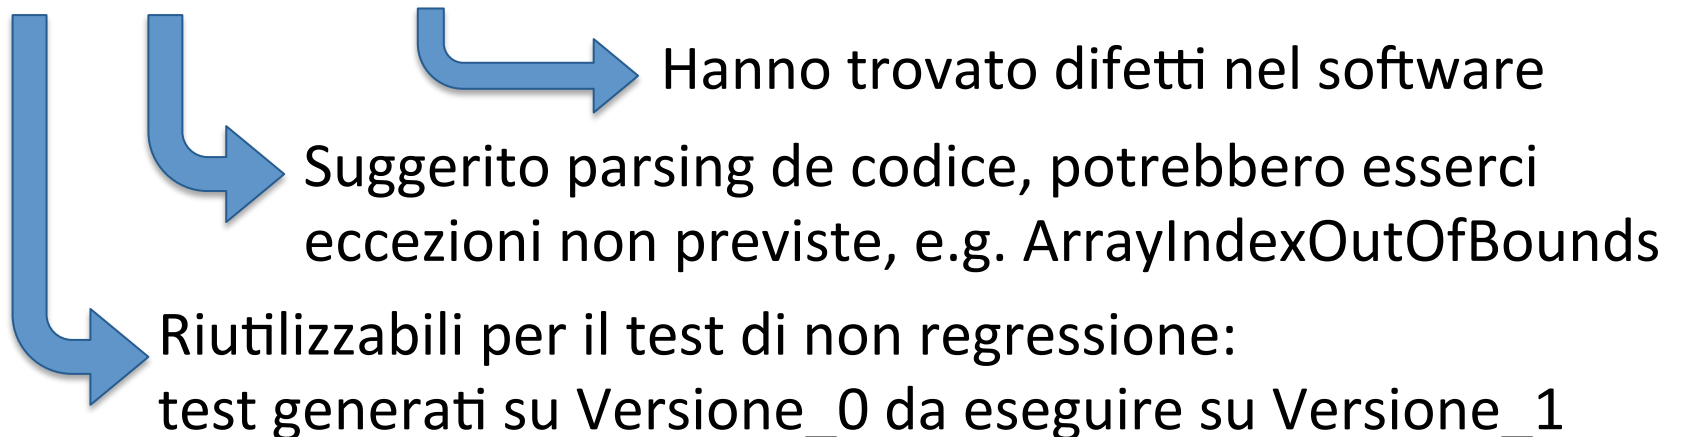 Hanno trovato difetti nel software
Suggerito parsing de codice, potrebbero esserci
eccezioni non previste, e.g. ArrayIndexOutOfBounds
Riutilizzabili per il test di non regressione:
test generati su Versione_0 da eseguire su Versione_1